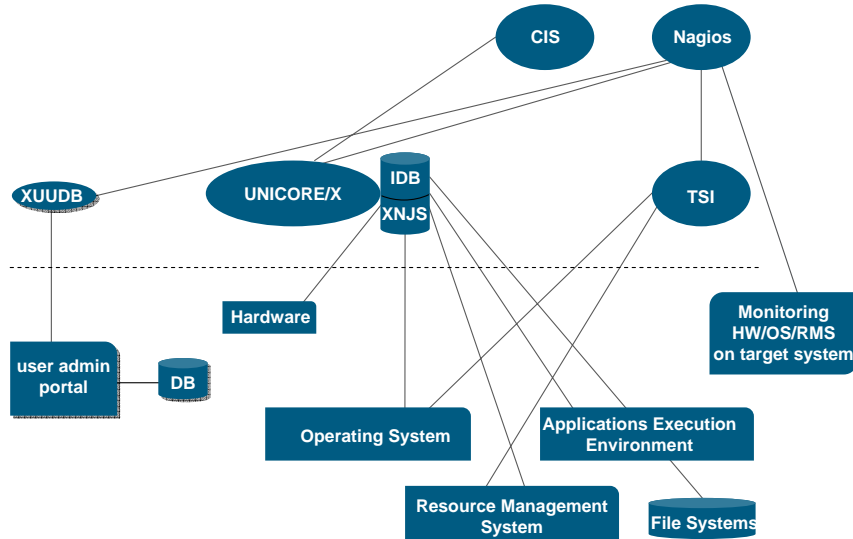 CIS
Nagios
XUUDB
UNICORE/X
IDB
XNJS
TSI
Hardware
Monitoring
HW/OS/RMS
on target system
user admin
portal
DB
Operating System
Applications Execution
Environment
Resource Management
System
File Systems